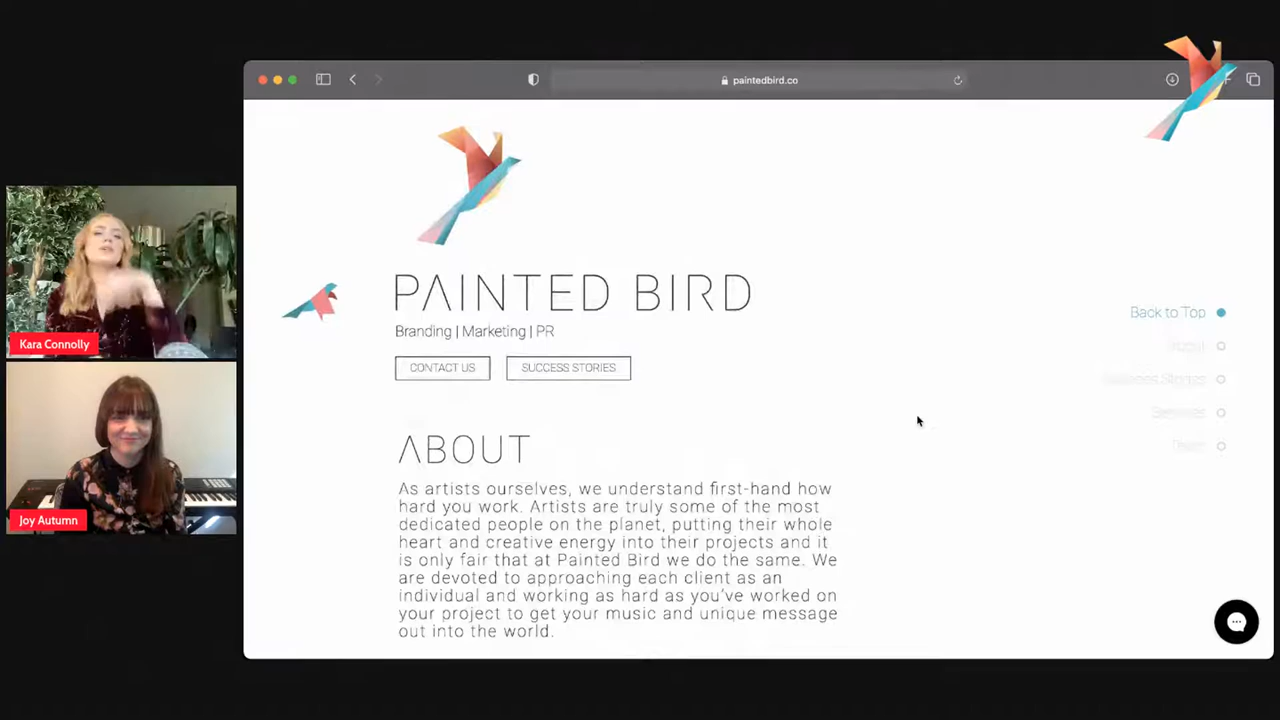 paintedbird.co
PAINTED BIRD
Branding | Marketing | PR
CONTACT US
SUCCESS STORIES
Back to Top
About
Success Stories
Services
ABOUT
As artists ourselves, we understand first-hand how
hard you work. Artists are truly some of the most
dedicated people on the planet, putting their whole
heart and creative energy into their projects and it
is only fair that at Painted Bird we do the same. We
are devoted to approaching each client as an
individual and working as hard as you've worked on
your project to get your music and unique message
out into the world.
Kara Connolly
Joy Autumn